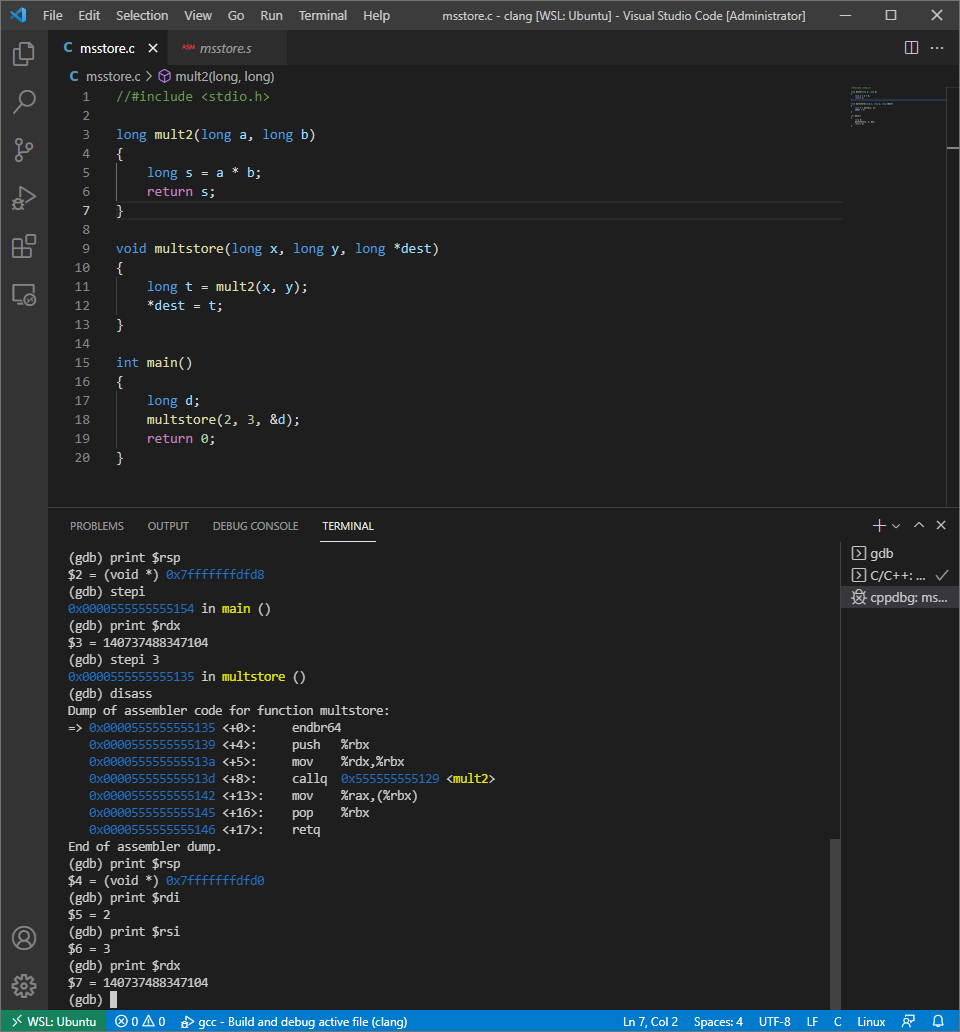 File Edit Selection View Go Run Terminal Help msstore.c - clang [WSL: Ubuntu] - Visual Studio Code [Administrator]
C msstore.c ASM msstore.s
C msstore.c > mult2(long, long)
1 //#include <stdio.h>
2
3 long mult2(long a, long b)
4 {
5     long s = a * b;
6     return s;
7 }
8
9 void multstore(long x, long y, long *dest)
10 {
11     long t = mult2(x, y);
12     *dest = t;
13 }
14
15 int main()
16 {
17     long d;
18     multstore(2, 3, &d);
19     return 0;
20 }
PROBLEMS OUTPUT DEBUG CONSOLE TERMINAL
(gdb) print $rsp
$2 = (void *) 0x7fffffffdfd8
(gdb) stepi
0x0000555555555154 in main ()
(gdb) print $rdx
$3 = 140737488347104
(gdb) stepi 3
0x0000555555555135 in multstore ()
(gdb) disass
Dump of assembler code for function multstore:
=> 0x0000555555555135 <+0>:     endbr64
   0x0000555555555139 <+4>:     push   %rbx
   0x000055555555513a <+5>:     mov    %rdx,%rbx
   0x000055555555513d <+8>:     callq  0x555555555129 <mult2>
   0x0000555555555142 <+13>:    mov    %rax,(%rbx)
   0x0000555555555145 <+16>:    pop    %rbx
   0x0000555555555146 <+17>:    retq
End of assembler dump.
(gdb) print $rsp
$4 = (void *) 0x7fffffffdfd0
(gdb) print $rdi
$5 = 2
(gdb) print $rsi
$6 = 3
(gdb) print $rdx
$7 = 140737488347104
(gdb)
gdb
C/C++: ...
cppdbg: ms...
WSL: Ubuntu 0 0 gcc - Build and debug active file (clang) Ln 7, Col 2 Spaces: 4 UTF-8 LF C Linux